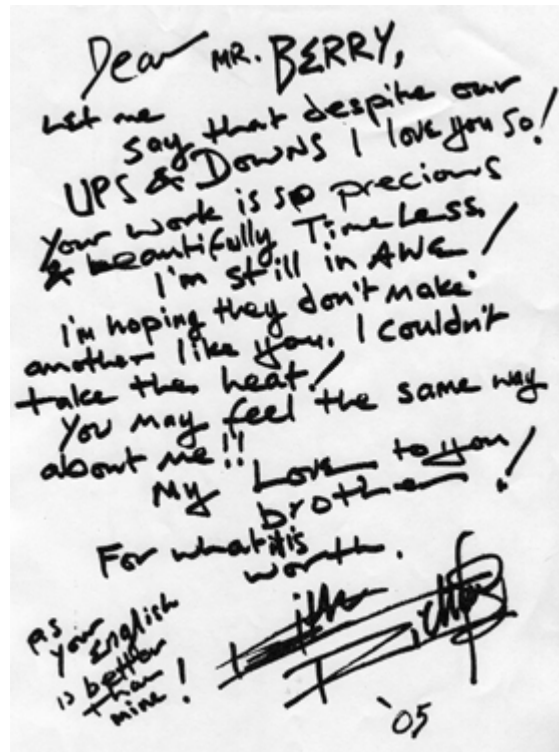 Dear MR. BERRY,
Let me
say that despite our
UPS & DOWNS I love you so!
Your work is so precious
& beautifully Timeless.
I'm still in AWE!
I'm hoping they don't make
another like you. I couldn't
take the heat!
You may feel the same way
about me!!
My Love to you
brother!
For what it is
worth.
Keith Richards
P.S
your
English
is better
than
mine!
'05